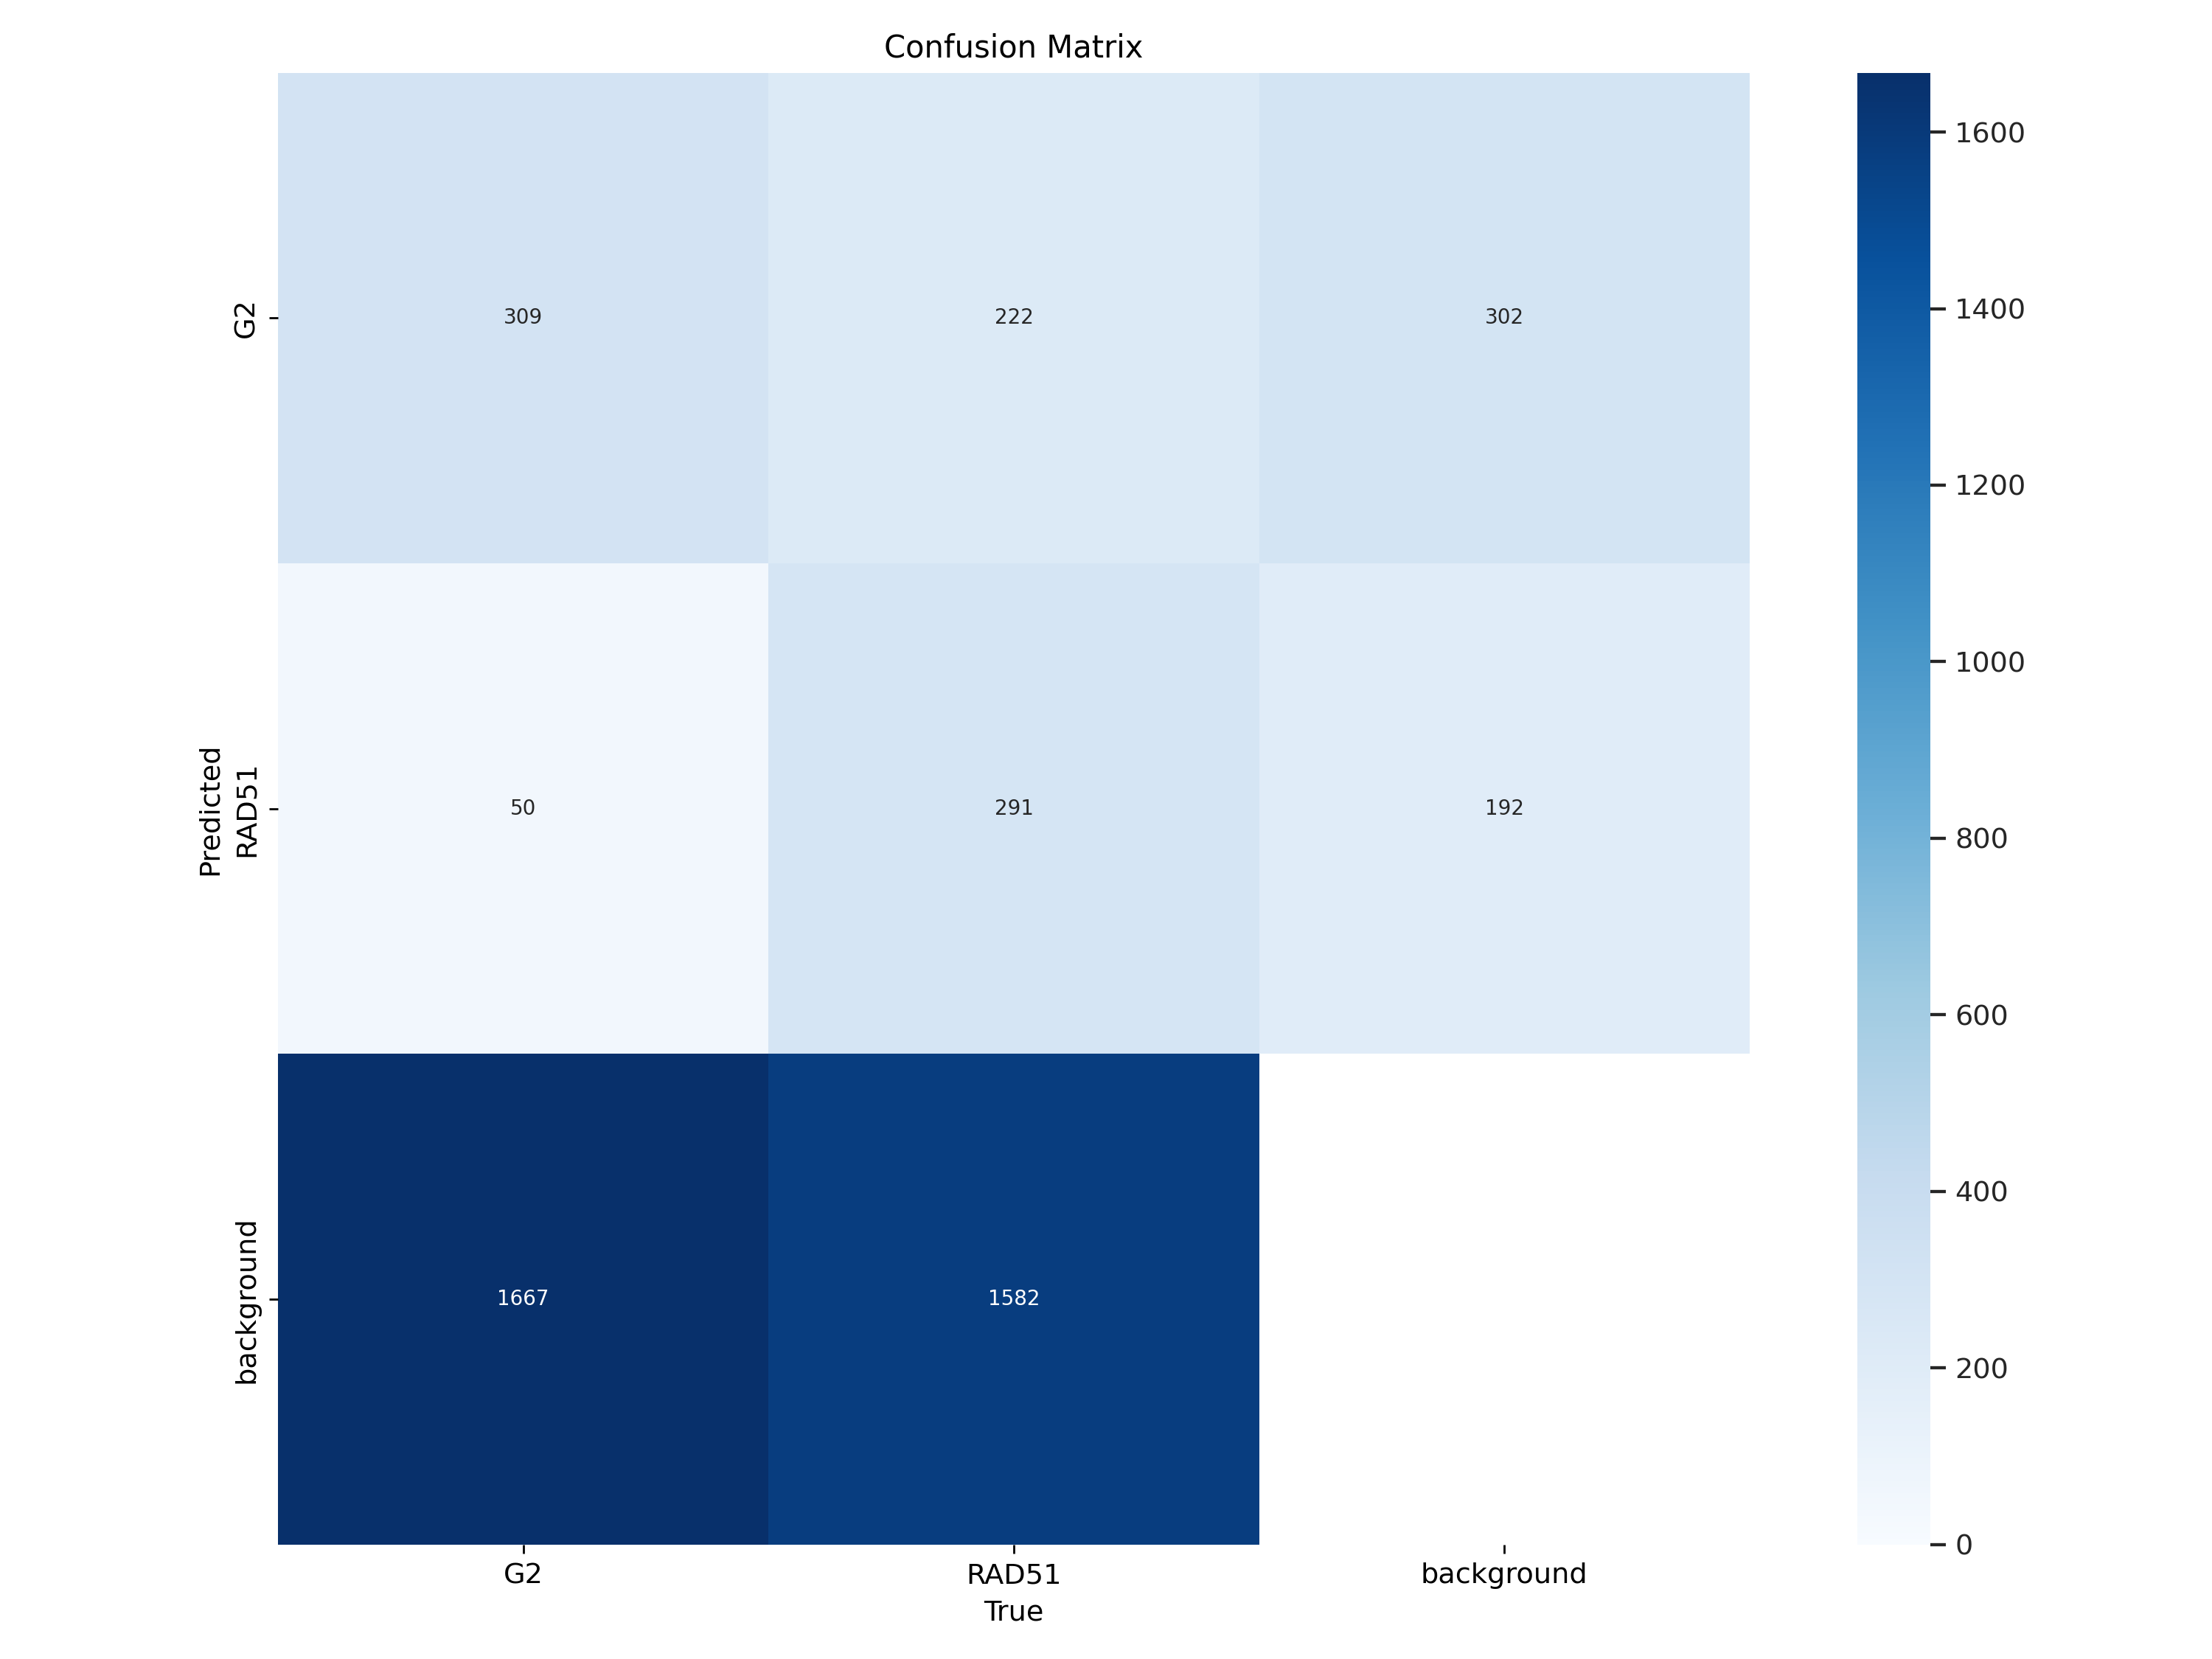 Confusion Matrix
Predicted
G2
309
222
302
RAD51
50
291
192
background
1667
1582
G2
RAD51
background
True
1600
1400
1200
1000
800
600
400
200
0